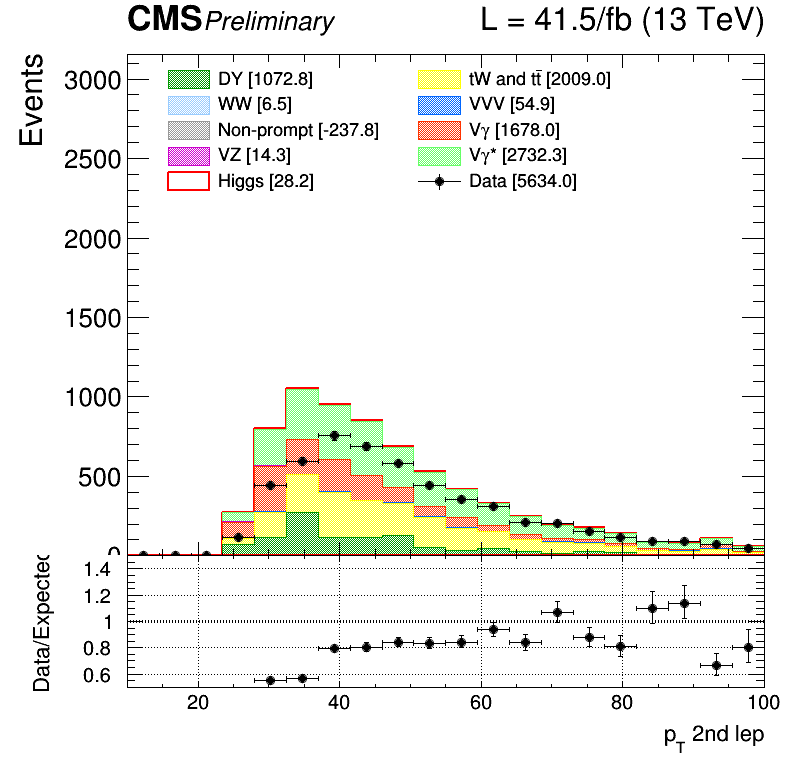 CMS Preliminary L = 41.5/fb (13 TeV)
Events
3000
2500
2000
1500
1000
500
0
DY [1072.8]
WW [6.5]
Non-prompt [-237.8]
VZ [14.3]
Higgs [28.2]
tW and tt̄ [2009.0]
VVV [54.9]
Vγ [1678.0]
Vγ* [2732.3]
Data [5634.0]
Data/Expected
1.4
1.2
1
0.8
0.6
20 40 60 80 100
pT 2nd lep